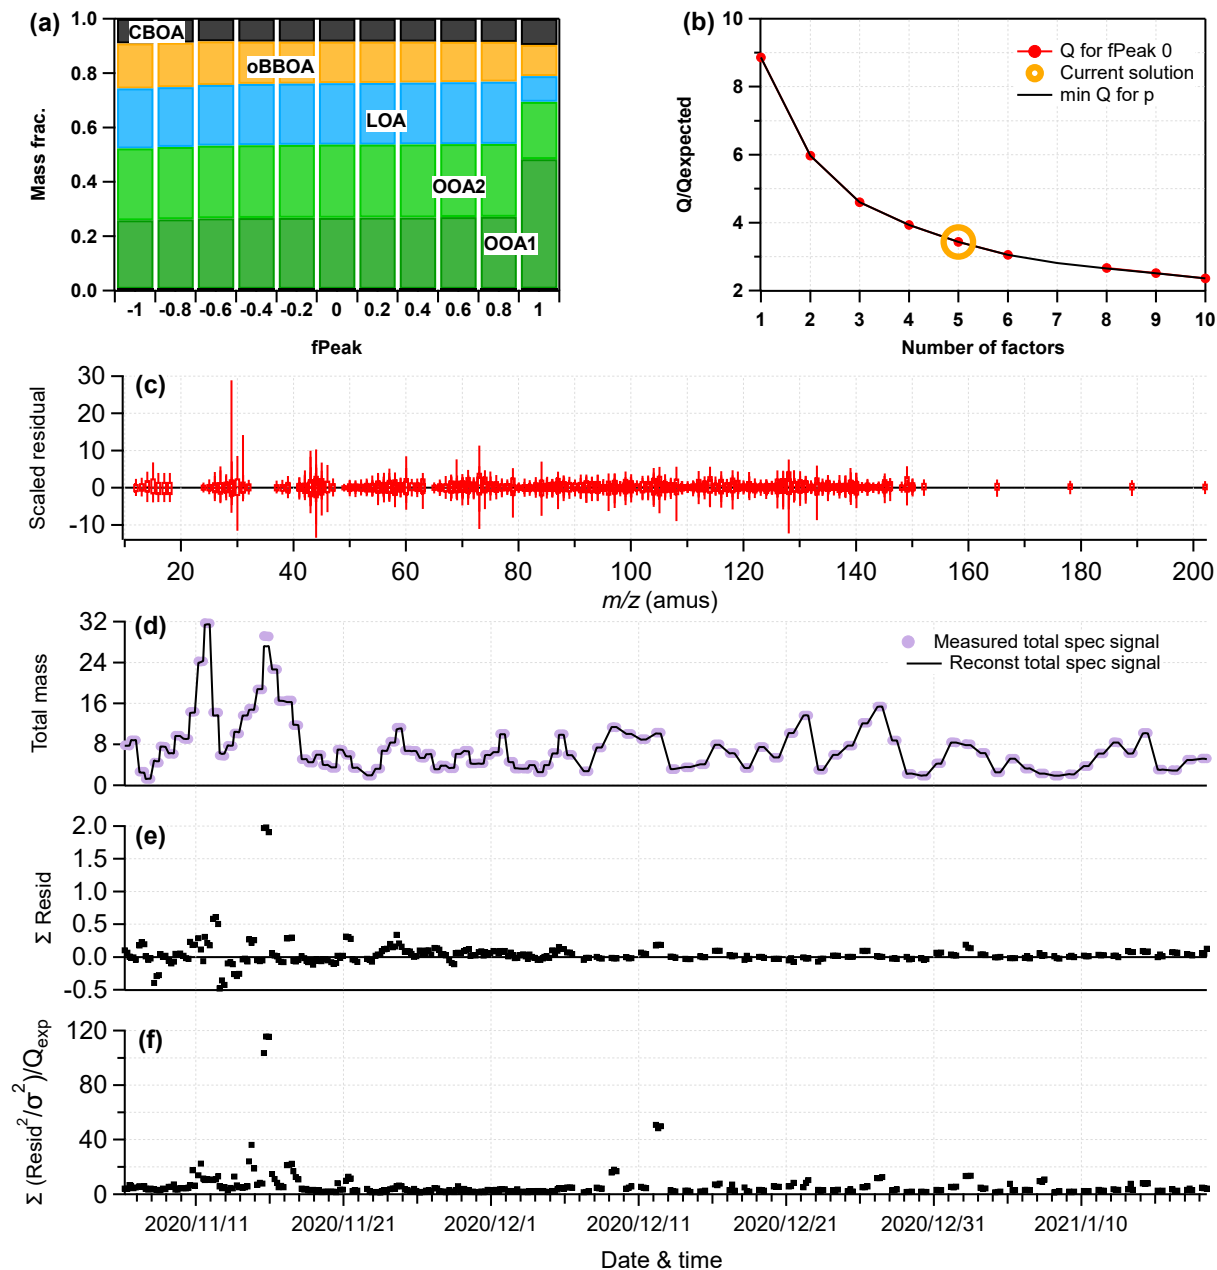 (a)
1.0
0.8
0.6
0.4
0.2
0.0
Mass frac.
CBOA
oBBOA
LOA
OOA2
OOA1
-1 -0.8 -0.6 -0.4 -0.2 0 0.2 0.4 0.6 0.8 1
fPeak
(b)
10
8
6
4
2
Q/Qexpected
Q for fPeak 0
Current solution
min Q for p
1 2 3 4 5 6 7 8 9 10
Number of factors
(c)
30
20
10
0
-10
Scaled residual
20 40 60 80 100 120 140 160 180 200
m/z (amus)
(d)
32
24
16
8
0
Total mass
Measured total spec signal
Reconst total spec signal
(e)
2.0
1.5
1.0
0.5
0.0
-0.5
Σ Resid
(f)
120
80
40
0
Σ (Resid²/σ²)/Q_exp
2020/11/11 2020/11/21 2020/12/1 2020/12/11 2020/12/21 2020/12/31 2021/1/10
Date & time